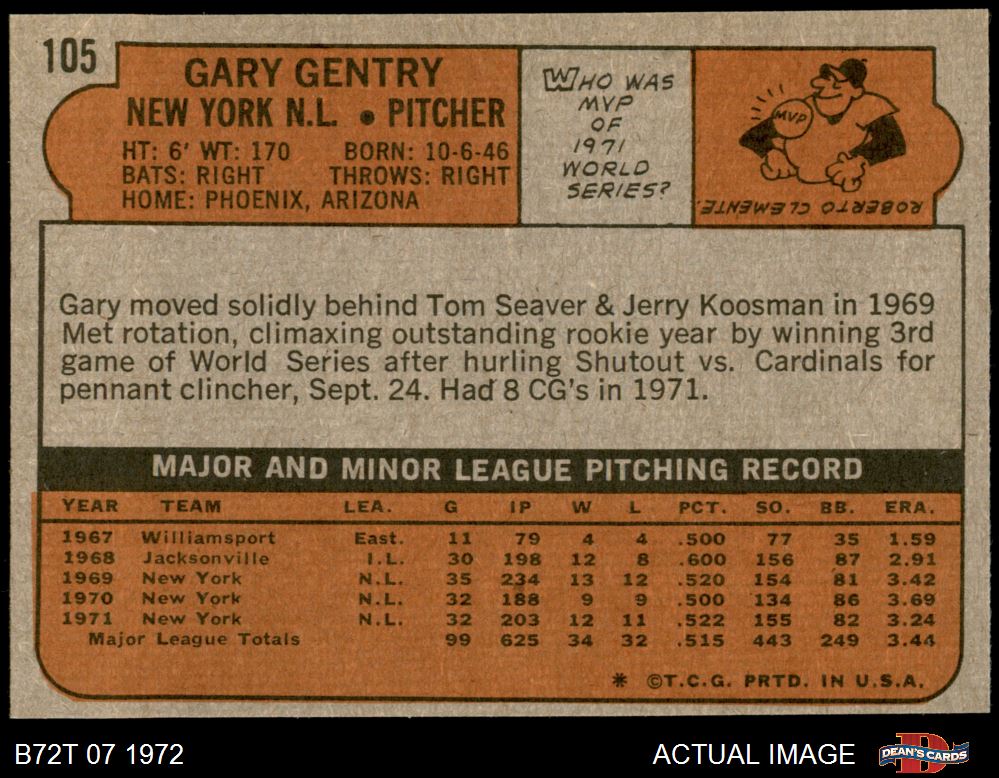 105
GARY GENTRY
NEW YORK N.L. • PITCHER
HT: 6' WT: 170 BORN: 10-6-46
BATS: RIGHT THROWS: RIGHT
HOME: PHOENIX, ARIZONA
WHO WAS
MVP
OF
1971
WORLD
SERIES?
MVP
ROBERTO CLEMENTE.
Gary moved solidly behind Tom Seaver & Jerry Koosman in 1969
Met rotation, climaxing outstanding rookie year by winning 3rd
game of World Series after hurling Shutout vs. Cardinals for
pennant clincher, Sept. 24. Had 8 CG's in 1971.
MAJOR AND MINOR LEAGUE PITCHING RECORD
YEAR TEAM LEA. G IP W L PCT. SO. BB. ERA.
1967 Williamsport East. 11 79 4 4 .500 77 35 1.59
1968 Jacksonville I.L. 30 198 12 8 .600 156 87 2.91
1969 New York N.L. 35 234 13 12 .520 154 81 3.42
1970 New York N.L. 32 188 9 9 .500 134 86 3.69
1971 New York N.L. 32 203 12 11 .522 155 82 3.24
Major League Totals 99 625 34 32 .515 443 249 3.44
* ©T.C.G. PRTD. IN U.S.A.
B72T 07 1972 ACTUAL IMAGE
D
DEAN'S CARDS